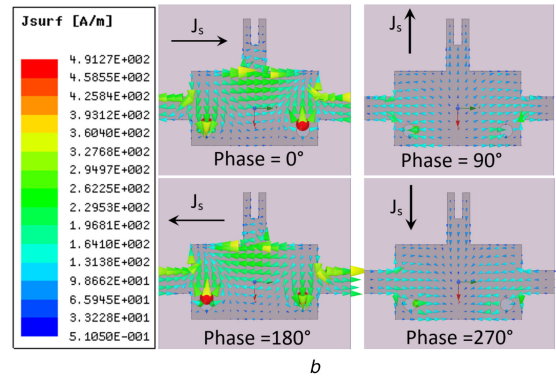 Jsurf [A/m]
4.9127E+002
4.5855E+002
4.2584E+002
3.9312E+002
3.6040E+002
3.2768E+002
2.9497E+002
2.6225E+002
2.2953E+002
1.9681E+002
1.6410E+002
1.3138E+002
9.8662E+001
6.5945E+001
3.3228E+001
5.1050E-001
Js
Phase = 0°
Js
Phase = 90°
Js
Phase =180°
Js
Phase =270°
b